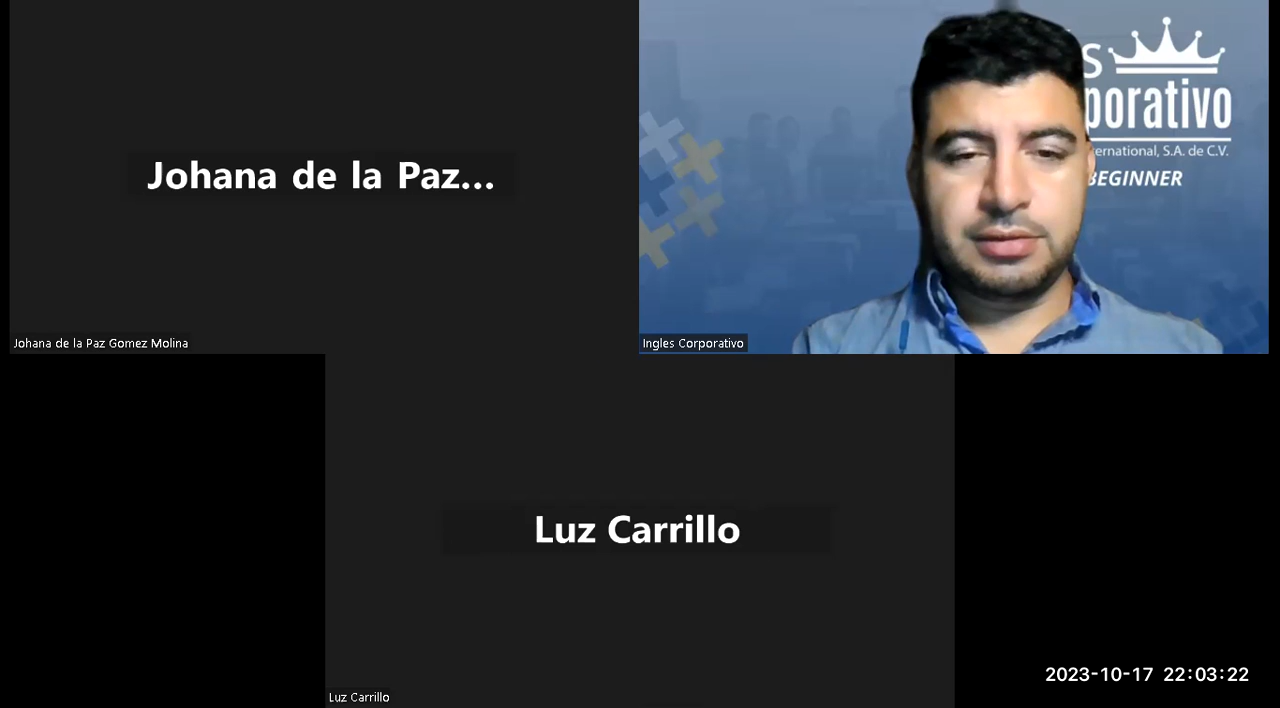 Johana de la Paz...
Johana de la Paz Gomez Molina
s
porativo
ternational, S.A. de C.V.
BEGINNER
Ingles Corporativo
Luz Carrillo
Luz Carrillo
2023-10-17 22:03:22